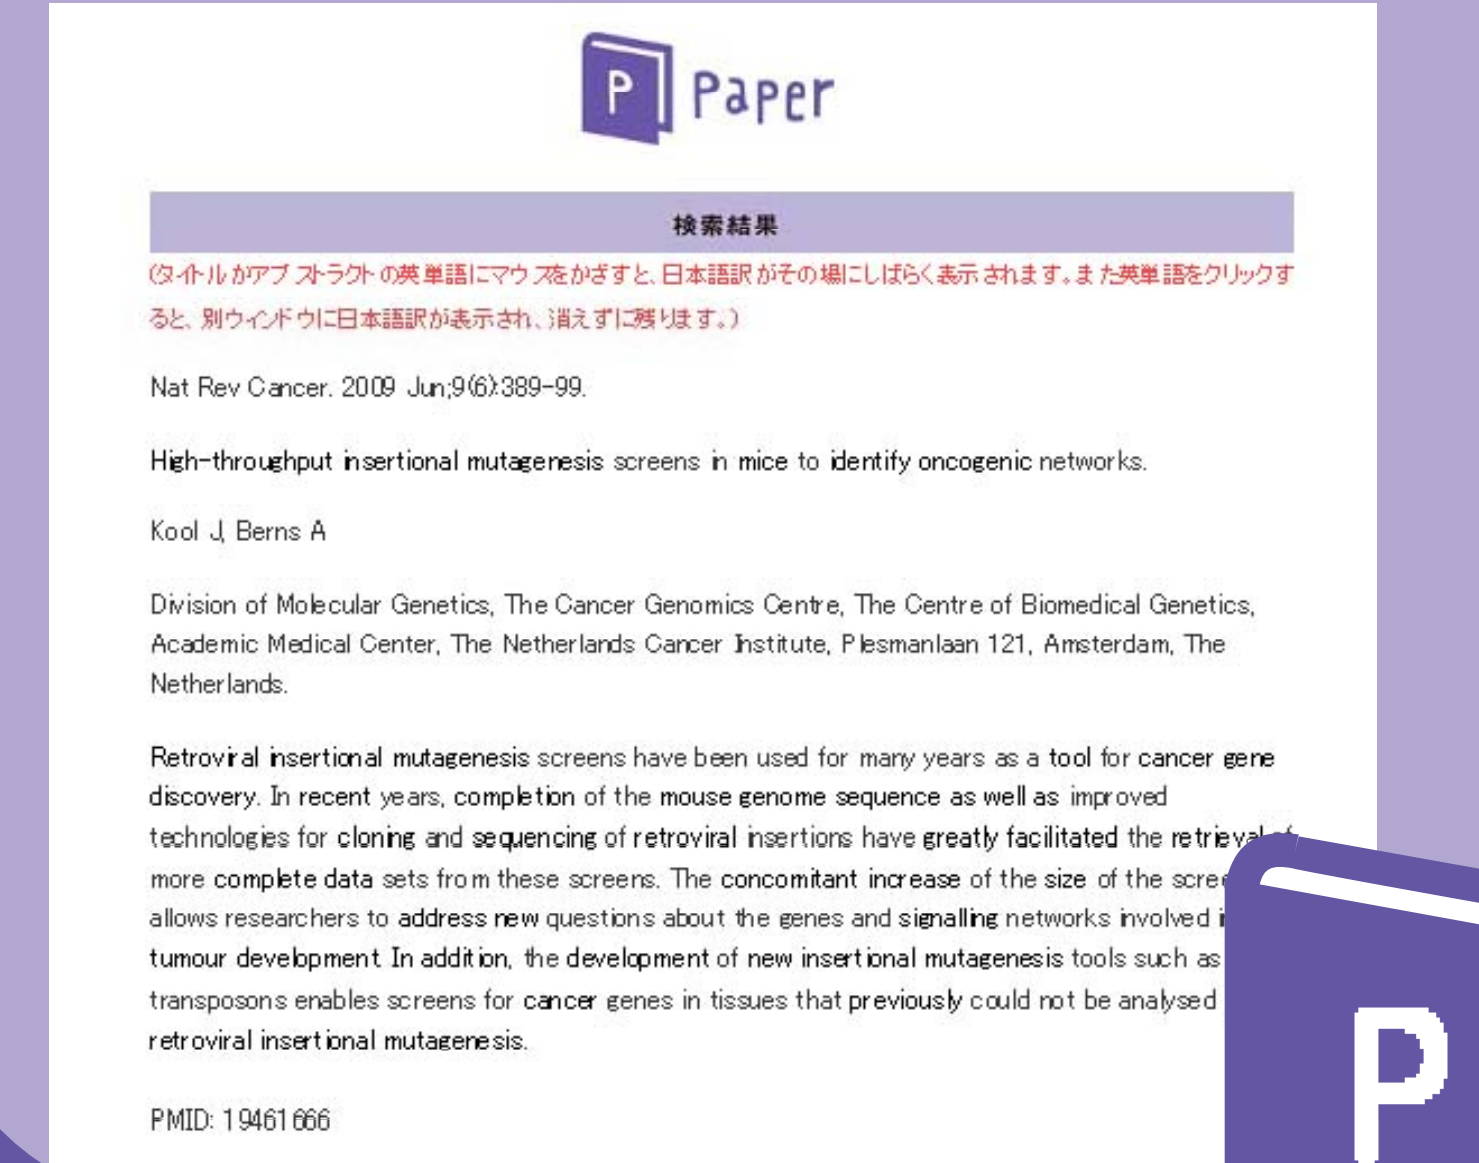 P Paper
検索結果
(タイトルかアブストラクトの英単語にマウスをかざすと、日本語訳がその場にしばらく表示されます。また英単語をクリックす
ると、別ウィンドウに日本語訳が表示され、消えずに残ります。)
Nat Rev Cancer. 2009 Jun;9(6):389-99.
High-throughput insertional mutagenesis screens in mice to identify oncogenic networks.
Kool J, Berns A
Division of Molecular Genetics, The Cancer Genomics Centre, The Centre of Biomedical Genetics,
Academic Medical Center, The Netherlands Cancer Institute, Plesmanlaan 121, Amsterdam, The
Netherlands.
Retroviral insertional mutagenesis screens have been used for many years as a tool for cancer gene
discovery. In recent years, completion of the mouse genome sequence as well as improved
technologies for cloning and sequencing of retroviral insertions have greatly facilitated the retrieval of
more complete data sets from these screens. The concomitant increase of the size of the
allows researchers to address new questions about the genes and signalling networks involved
tumour development. In addition, the development of new insertional mutagenesis tools such as
transposons enables screens for cancer genes in tissues that previously could not be analysed
retroviral insertional mutagenesis.
PMID: 19461666
P